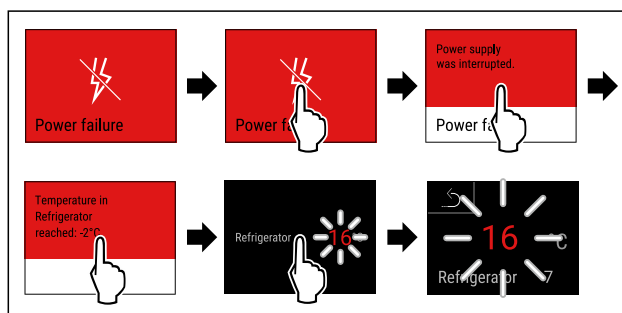 Power failure
Power fa
Power supply
was interrupted.
Power fa
Temperature in
Refrigerator
reached: -2°C
Refrigerator
16
16
°C
Refrigerator
7